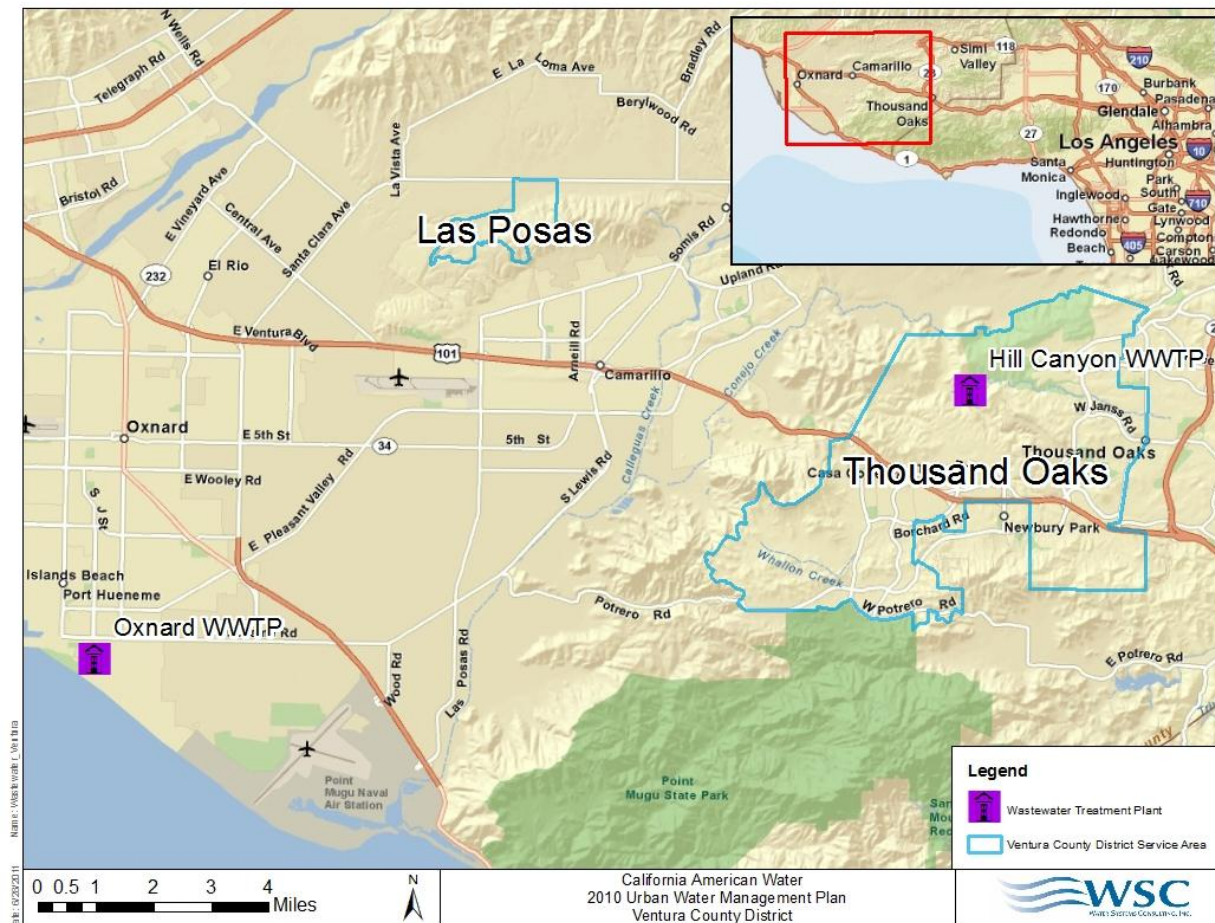 N Wells Rd
Telegraph Rd
E La
Loma Ave
Bradley Rd
Berylwood Rd
La Vista Ave
Bristol Rd
E Vineyard Ave
Central Ave
Santa Clara Ave
Las Posas
Somis Rd
Upland Rd
232
El Rio
E Ventura Blvd
101
Arneill Rd
Camarillo
Conejo Creek
Calleguas Creek
Hill Canyon WWTP
W Janss Rd
Thousand Oaks
Thousand Oaks
Oxnard
E 5th St
34
5th St
E Wooley Rd
S J St
E Pleasant Valley Rd
S Lewis Rd
Borchard Rd
Newbury Park
Whallon Creek
W Potrero Rd
Potrero Rd
E Potrero Rd
Islands Beach
Port Hueneme
Oxnard WWTP
Wood Rd
Las Posas Rd
Point
Mugu Naval
Air Station
Point
Mugu State Park
Simi
Valley
118
210
Oxnard
Camarillo
23
Thousand
Oaks
170
Burbank
Pasadena
Glendale
Alhambra
27
Los Angeles
10
1
Santa
Monica
Huntington
Park
Inglewood
South
Gate
710
Hawthorne
Lynwood
Redondo
Beach
405
Compton
Lakewood
Legend
Wastewater Treatment Plant
Ventura County District Service Area
0 0.5 1 2 3 4
Miles
N
California American Water
2010 Urban Water Management Plan
Ventura County District
WSC
WATER SYSTEMS CONSULTING, INC.
Name: Wastewater_Ventura